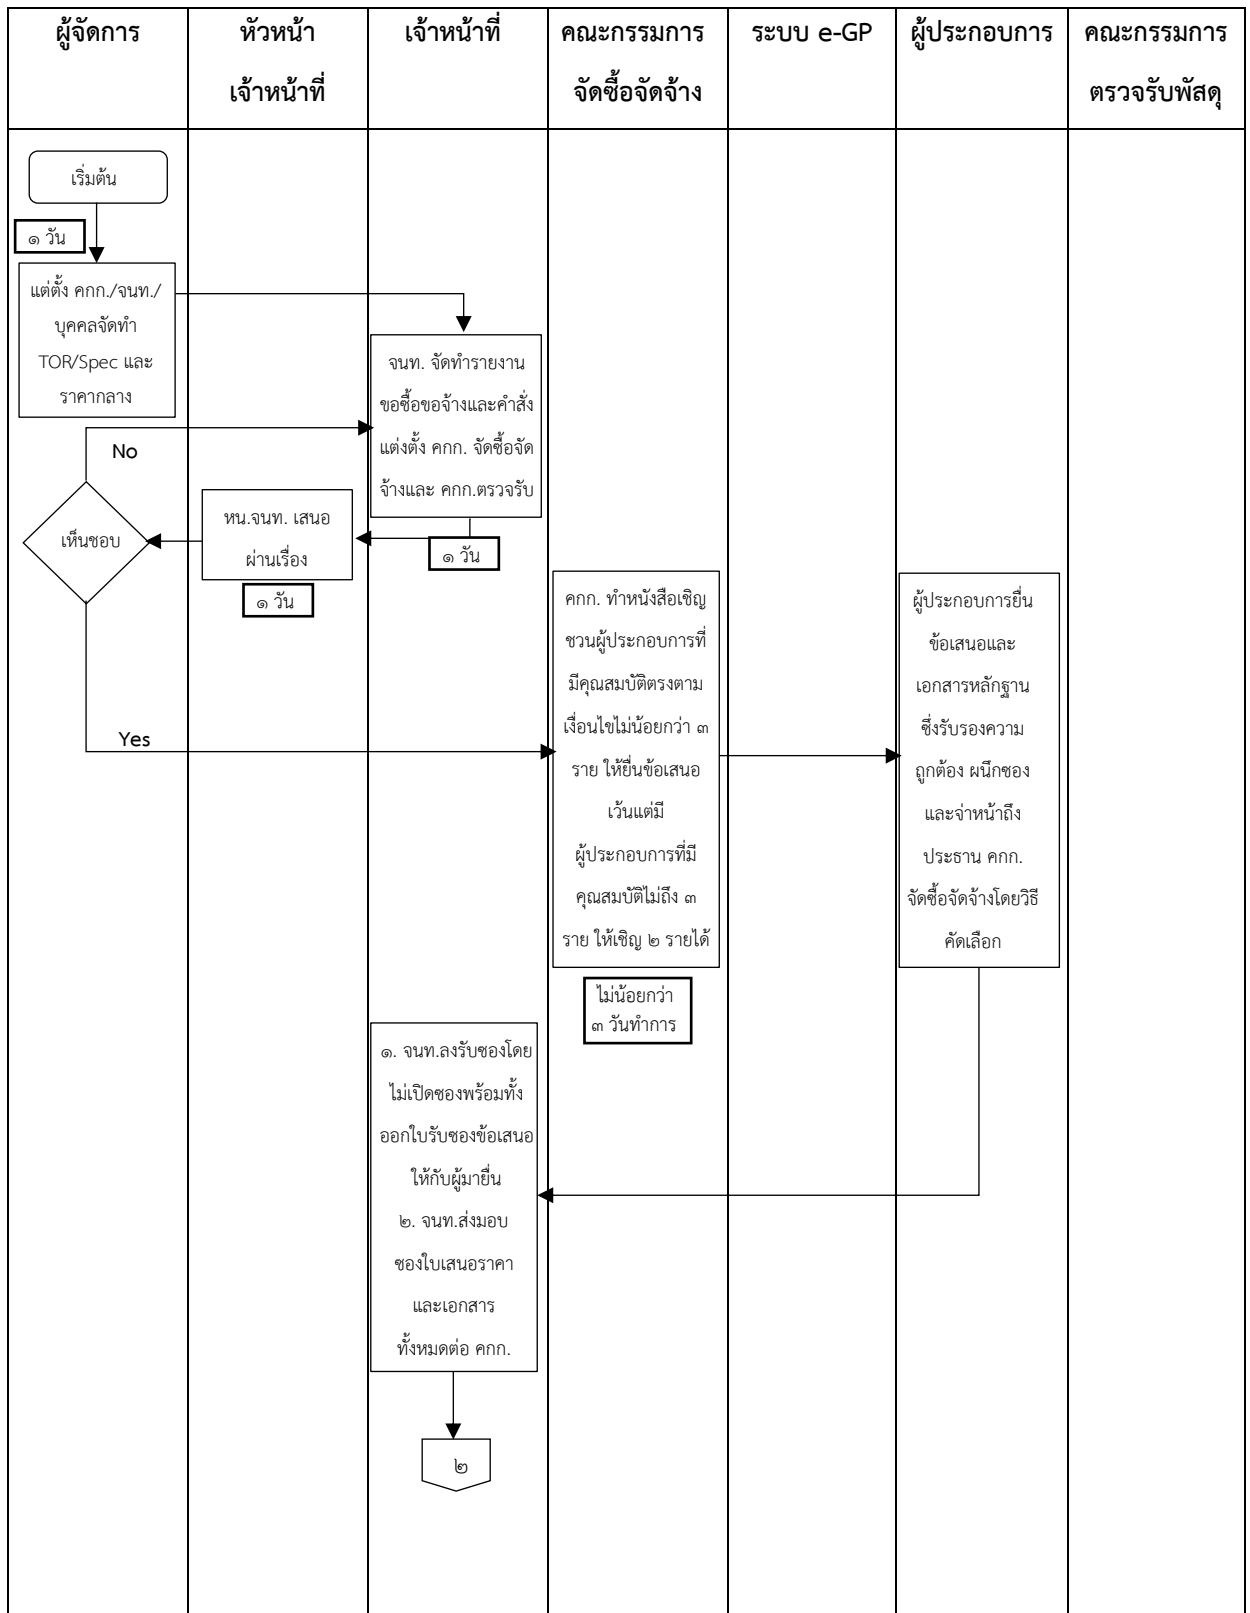 ผู้จัดการ
หัวหน้า
เจ้าหน้าที่
เจ้าหน้าที่
คณะกรรมการ
จัดซื้อจัดจ้าง
ระบบ e-GP
ผู้ประกอบการ
คณะกรรมการ
ตรวจรับพัสดุ
เริ่มต้น
๑ วัน
แต่ตั้ง คกก./จนท./
บุคคลจัดทำ
TOR/Spec และ
ราคากลาง
จนท. จัดทำรายงาน
ขอซื้อขอจ้างและคำสั่ง
แต่งตั้ง คกก. จัดซื้อจัด
จ้างและ คกก.ตรวจรับ
๑ วัน
หน.จนท. เสนอ
ผ่านเรื่อง
๑ วัน
No
เห็นชอบ
Yes
คกก. ทำหนังสือเชิญ
ชวนผู้ประกอบการที่
มีคุณสมบัติตรงตาม
เงื่อนไขไม่น้อยกว่า ๓
ราย ให้ยื่นข้อเสนอ
เว้นแต่มี
ผู้ประกอบการที่มี
คุณสมบัติไม่ถึง ๓
ราย ให้เชิญ ๒ รายได้
ไม่น้อยกว่า
๓ วันทำการ
ผู้ประกอบการยื่น
ข้อเสนอและ
เอกสารหลักฐาน
ซึ่งรับรองความ
ถูกต้อง ผนึกซอง
และจ่าหน้าถึง
ประธาน คกก.
จัดซื้อจัดจ้างโดยวิธี
คัดเลือก
๑. จนท.ลงรับซองโดย
ไม่เปิดซองพร้อมทั้ง
ออกใบรับซองข้อเสนอ
ให้กับผู้มายื่น
๒. จนท.ส่งมอบ
ซองใบเสนอราคา
และเอกสาร
ทั้งหมดต่อ คกก.
๒